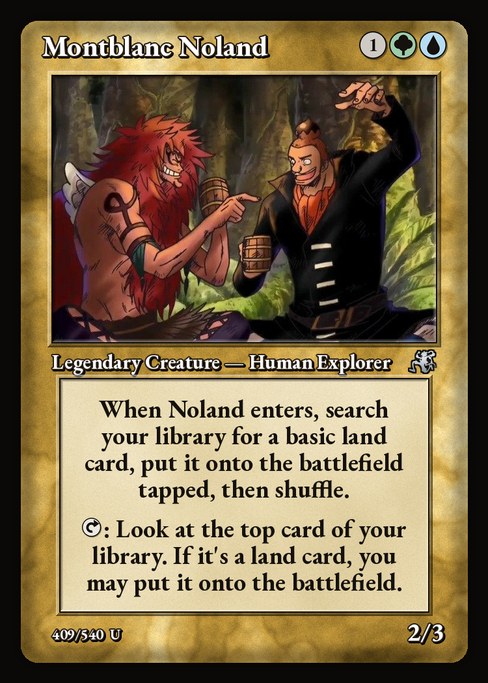 Montblanc Noland 1
Legendary Creature — Human Explorer
When Noland enters, search
your library for a basic land
card, put it onto the battlefield
tapped, then shuffle.
: Look at the top card of your
library. If it's a land card, you
may put it onto the battlefield.
409/540 U 2/3